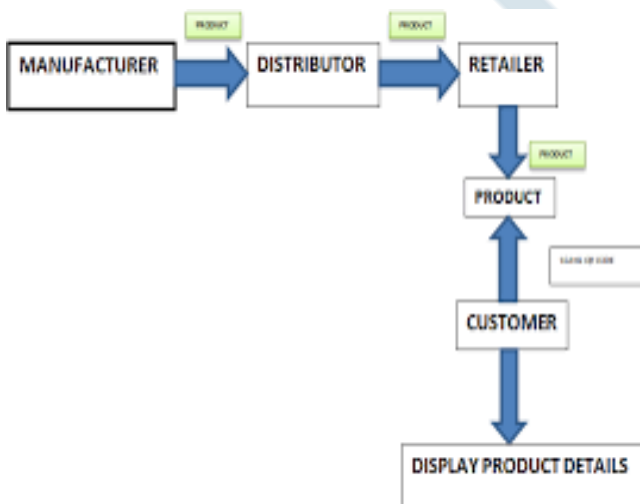 PRODUCT
PRODUCT
MANUFACTURER
DISTRIBUTOR
RETAILER
PRODUCT
PRODUCT
CUSTOMER
DISPLAY PRODUCT DETAILS